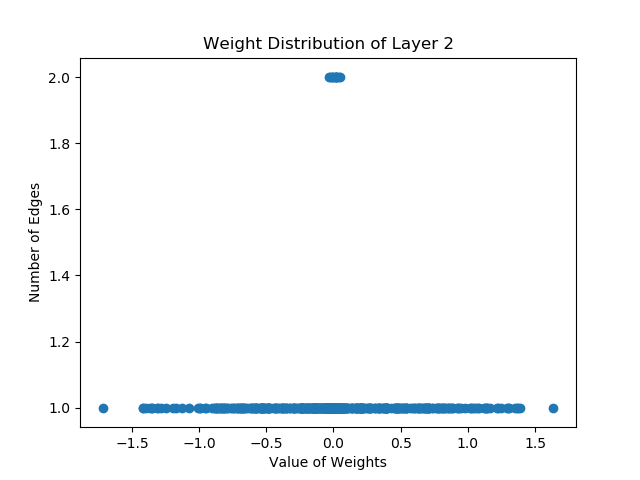 Weight Distribution of Layer 2
Number of Edges
2.0
1.8
1.6
1.4
1.2
1.0
−1.5 −1.0 −0.5 0.0 0.5 1.0 1.5
Value of Weights